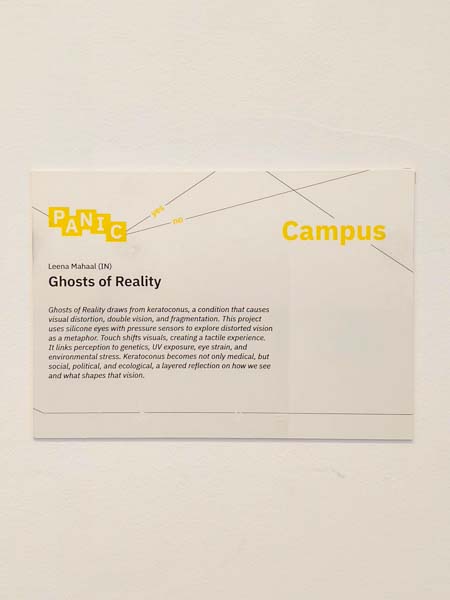 PANIC
yes
no
Campus
Leena Mahaal (IN)
Ghosts of Reality
Ghosts of Reality draws from keratoconus, a condition that causes
visual distortion, double vision, and fragmentation. This project
uses silicone eyes with pressure sensors to explore distorted vision
as a metaphor. Touch shifts visuals, creating a tactile experience.
It links perception to genetics, UV exposure, eye strain, and
environmental stress. Keratoconus becomes not only medical, but
social, political, and ecological, a layered reflection on how we see
and what shapes that vision.